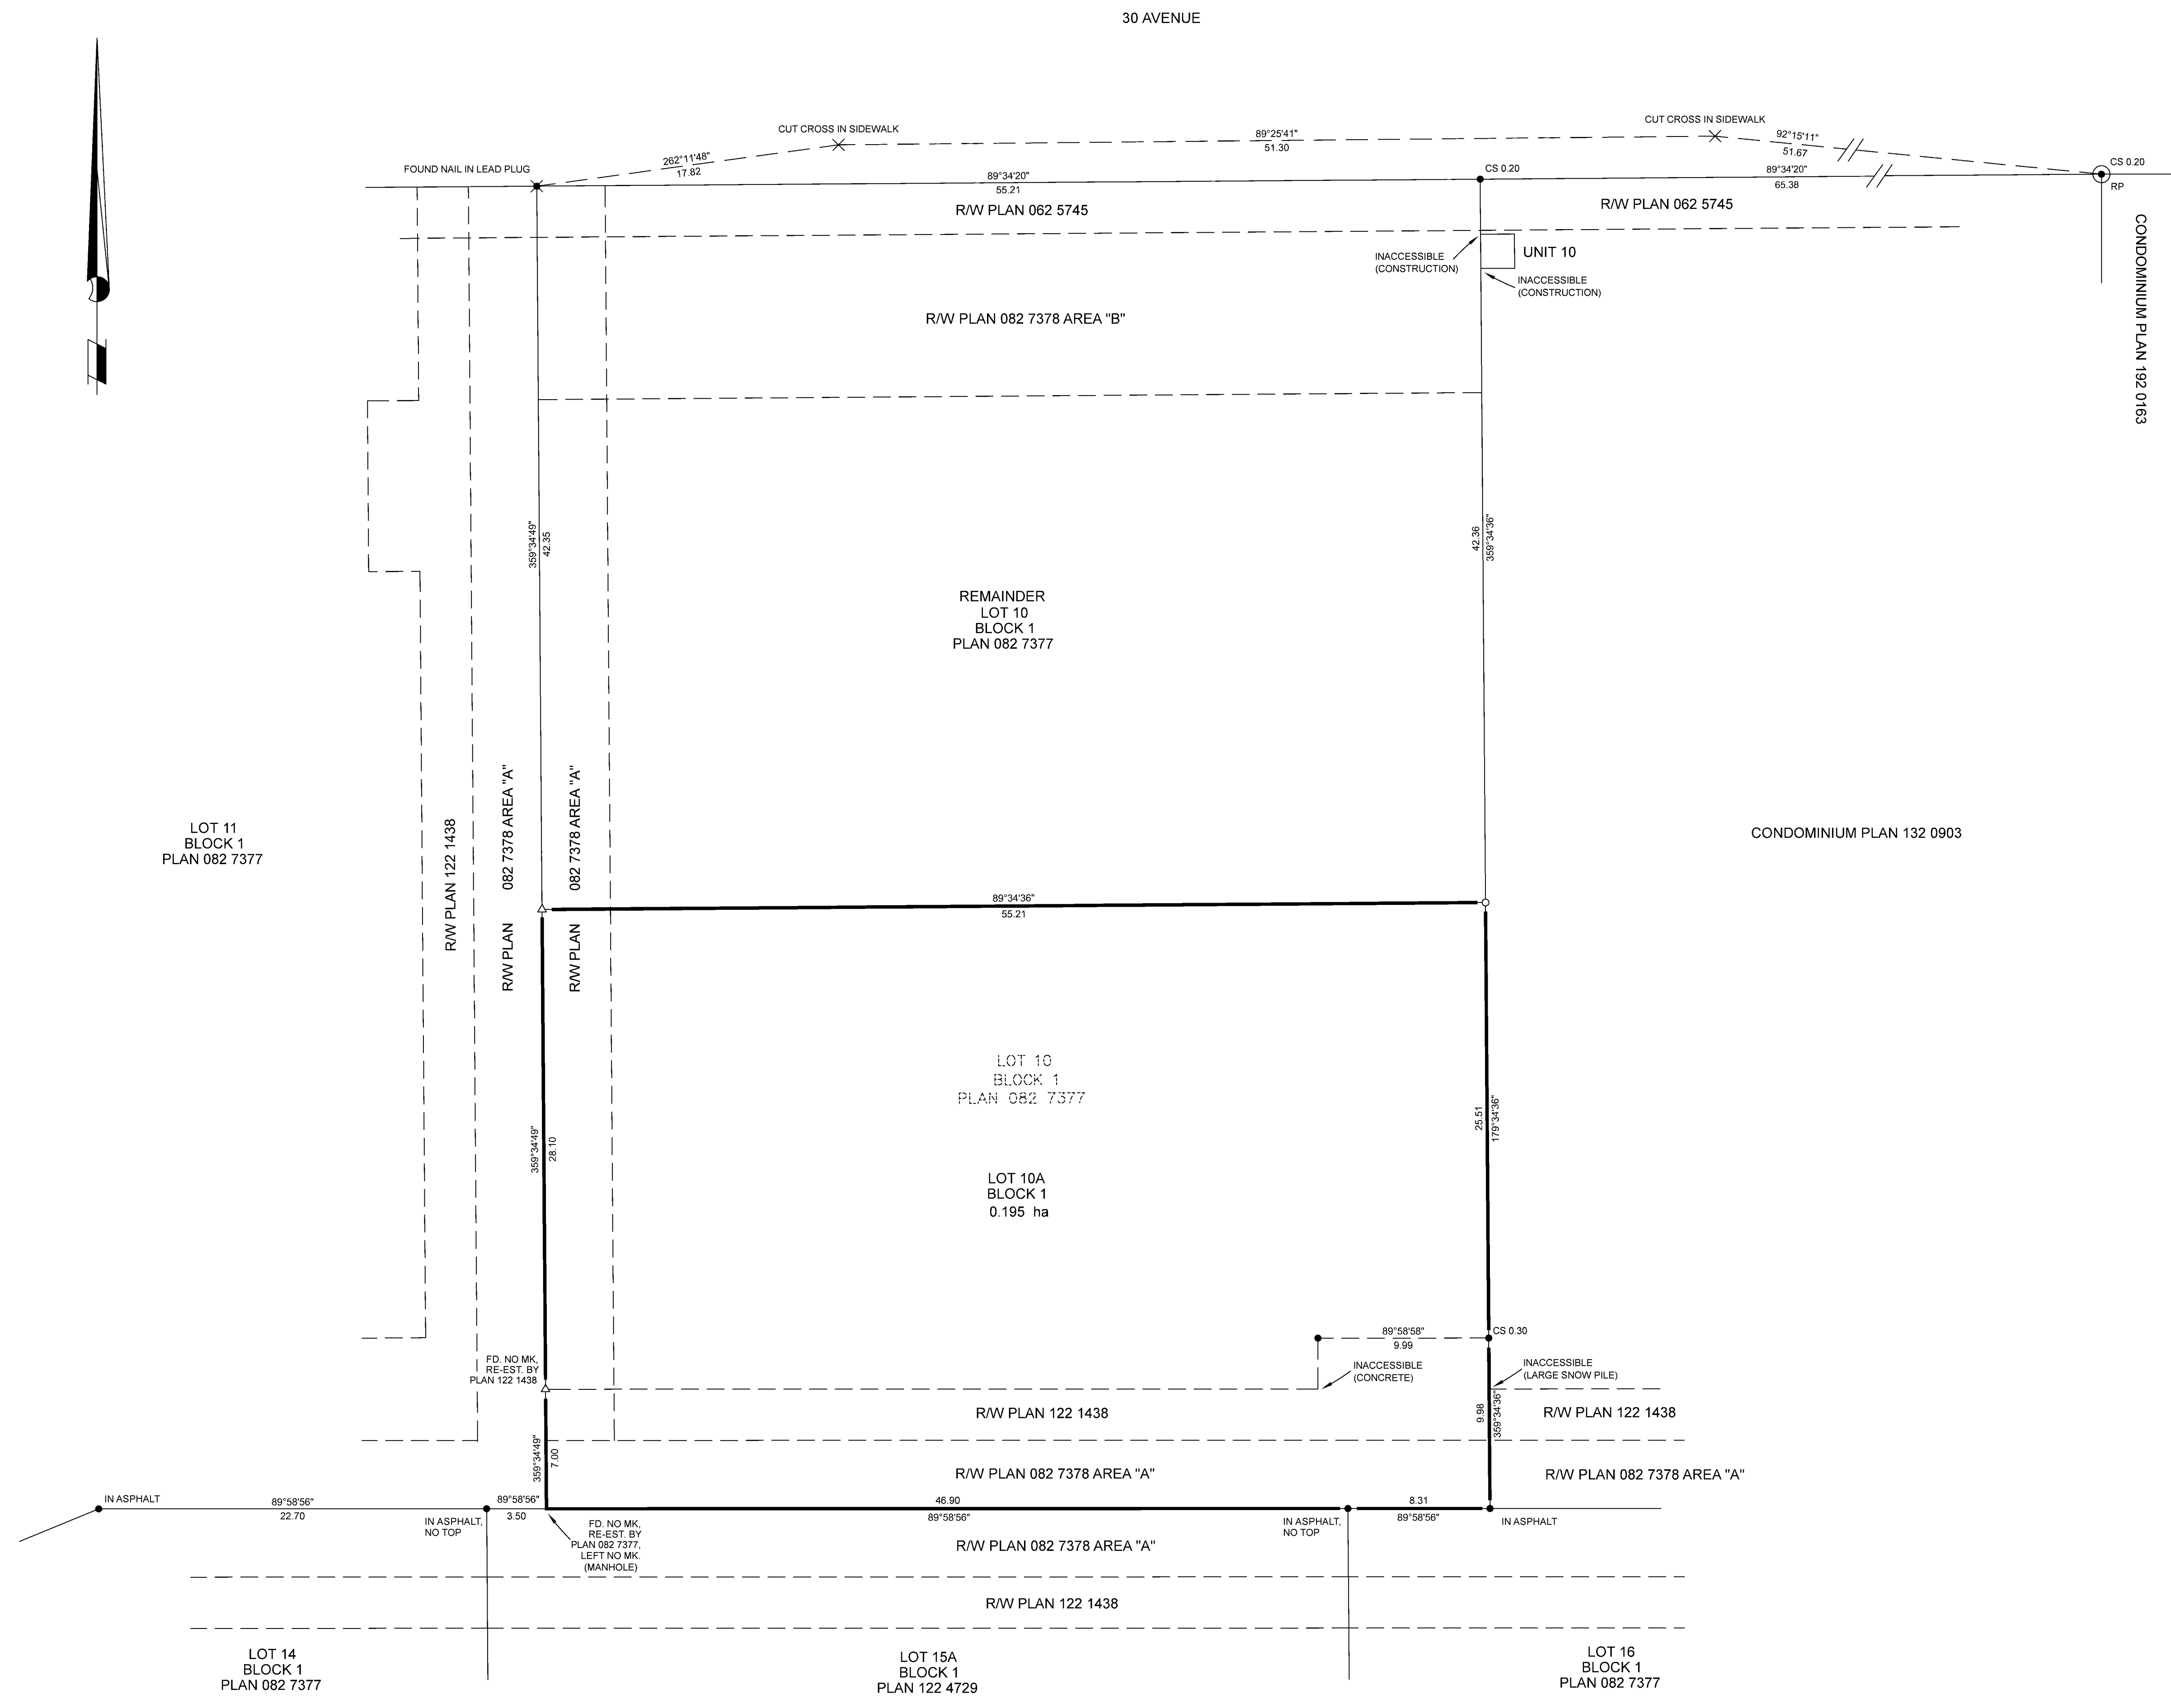 30 AVENUE
CUT CROSS IN SIDEWALK
CUT CROSS IN SIDEWALK
89°25'41"
51.30
92°15'11"
51.67
262°11'48"
17.82
FOUND NAIL IN LEAD PLUG
CS 0.20
RP
89°34'20"
55.21
CS 0.20
89°34'20"
65.38
R/W PLAN 062 5745
R/W PLAN 062 5745
CONDOMINIUM PLAN 192 0163
INACCESSIBLE
(CONSTRUCTION)
UNIT 10
INACCESSIBLE
(CONSTRUCTION)
R/W PLAN 082 7378 AREA "B"
359°34'49"
42.35
42.36
359°34'36"
REMAINDER
LOT 10
BLOCK 1
PLAN 082 7377
LOT 11
BLOCK 1
PLAN 082 7377
R/W PLAN 122 1438
R/W PLAN 082 7378 AREA "A"
R/W PLAN 082 7378 AREA "A"
CONDOMINIUM PLAN 132 0903
89°34'36"
55.21
LOT 10
BLOCK 1
PLAN 082 7377
359°34'49"
28.10
25.51
179°34'36"
LOT 10A
BLOCK 1
0.195 ha
89°58'58"
9.99
CS 0.30
FD. NO MK,
RE-EST. BY
PLAN 122 1438
INACCESSIBLE
(CONCRETE)
INACCESSIBLE
(LARGE SNOW PILE)
R/W PLAN 122 1438
9.98
359°34'36"
R/W PLAN 122 1438
359°34'49"
7.00
R/W PLAN 082 7378 AREA "A"
R/W PLAN 082 7378 AREA "A"
IN ASPHALT
89°58'56"
22.70
89°58'56"
3.50
46.90
89°58'56"
8.31
89°58'56"
IN ASPHALT,
NO TOP
FD. NO MK,
RE-EST. BY
PLAN 082 7377,
LEFT NO MK.
(MANHOLE)
IN ASPHALT,
NO TOP
IN ASPHALT
R/W PLAN 082 7378 AREA "A"
R/W PLAN 122 1438
LOT 14
BLOCK 1
PLAN 082 7377
LOT 15A
BLOCK 1
PLAN 122 4729
LOT 16
BLOCK 1
PLAN 082 7377